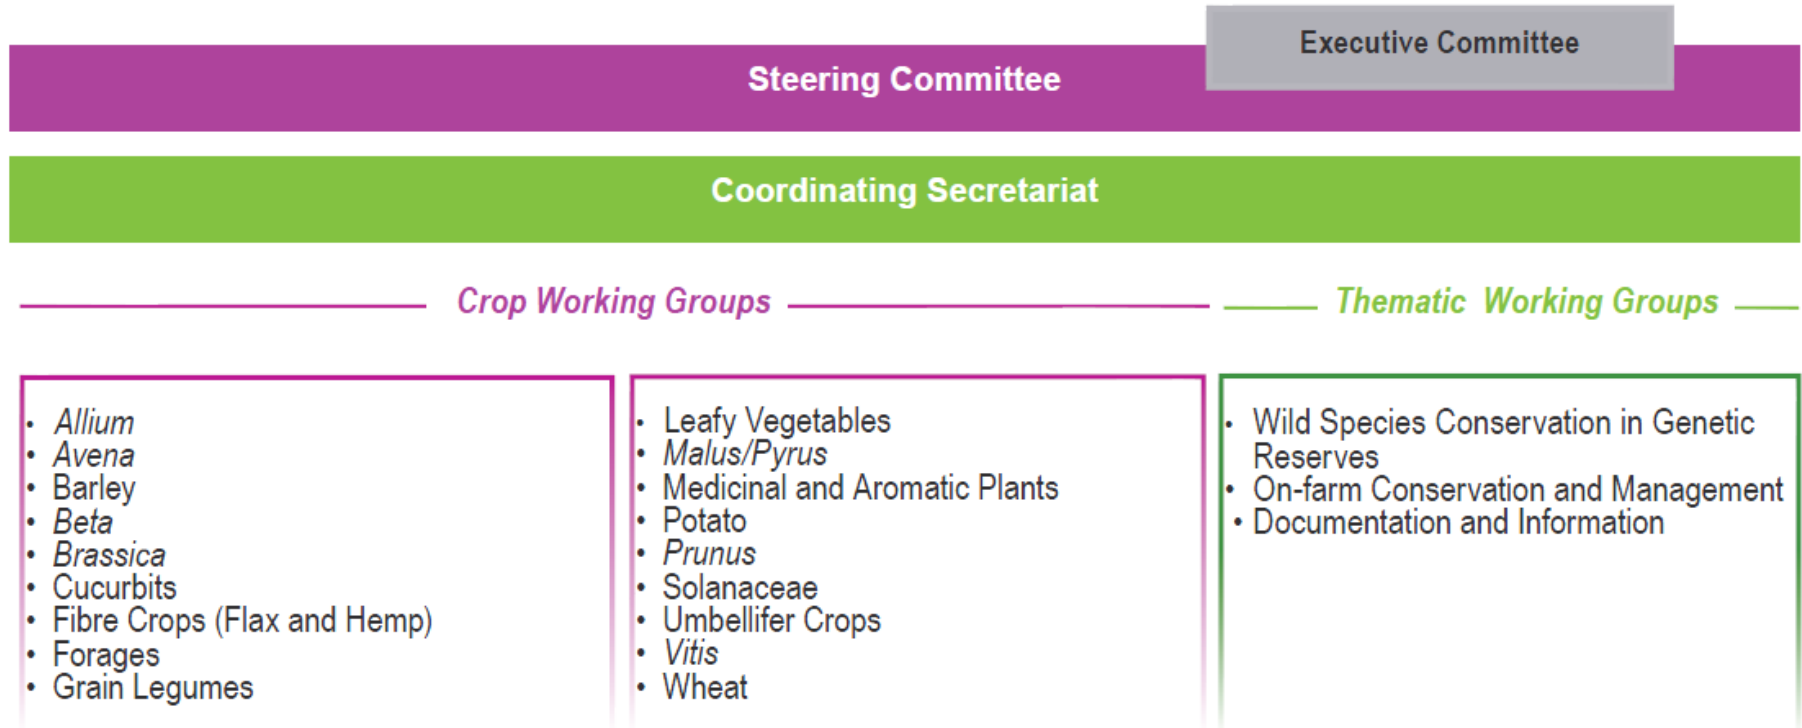 Executive Committee
Steering Committee
Coordinating Secretariat
Crop Working Groups
Thematic Working Groups
• Allium
• Avena
• Barley
• Beta
• Brassica
• Cucurbits
• Fibre Crops (Flax and Hemp)
• Forages
• Grain Legumes
• Leafy Vegetables
• Malus/Pyrus
• Medicinal and Aromatic Plants
• Potato
• Prunus
• Solanaceae
• Umbellifer Crops
• Vitis
• Wheat
• Wild Species Conservation in Genetic
Reserves
• On-farm Conservation and Management
• Documentation and Information